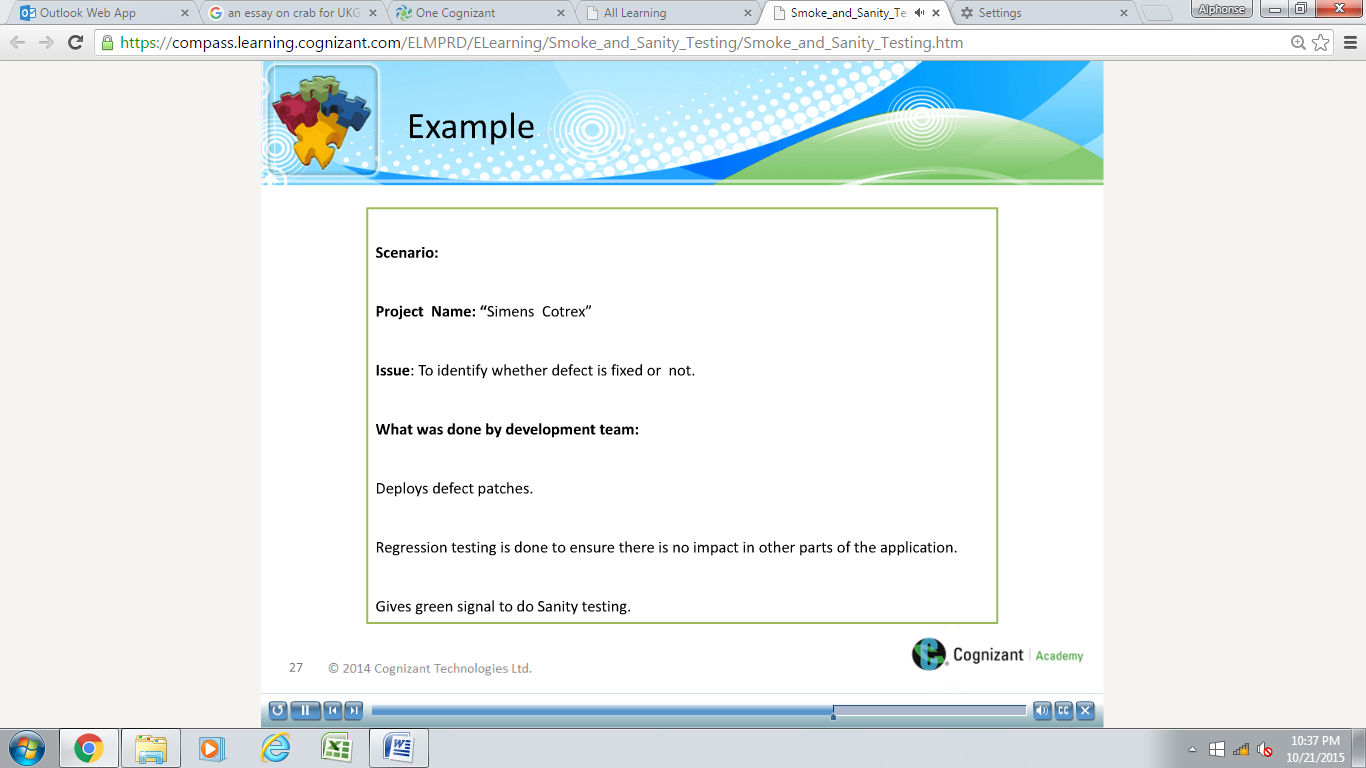 Outlook Web App
an essay on crab for UKG
One Cognizant
All Learning
Smoke_and_Sanity_Te
Settings
Alphonse
https://compass.learning.cognizant.com/ELMPRD/ELearning/Smoke_and_Sanity_Testing/Smoke_and_Sanity_Testing.htm
Example
Scenario:
Project  Name: “Simens  Cotrex”
Issue: To identify whether defect is fixed or  not.
What was done by development team:
Deploys defect patches.
Regression testing is done to ensure there is no impact in other parts of the application.
Gives green signal to do Sanity testing.
27 © 2014 Cognizant Technologies Ltd.
Cognizant | Academy
CC
10:37 PM
10/21/2015